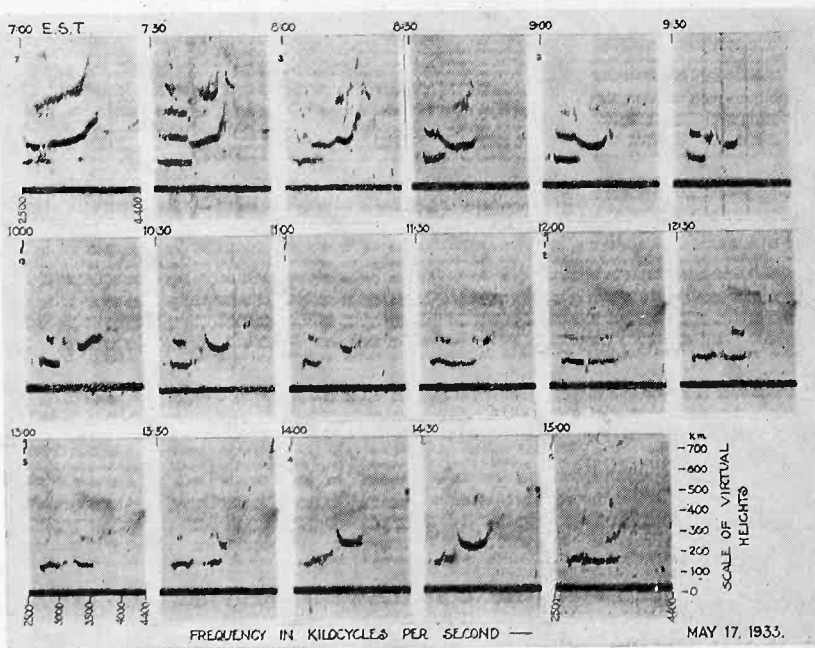 7:00 E.S.T. 7:30 8:00 8:30 9:00 9:30
2500 4400
10:00 10:30 11:00 11:30 12:00 12:30
13:00 13:30 14:00 14:30 15:00
km.
-700
-600
-500
-400
-300
-200
-100
-0
SCALE OF VIRTUAL
HEIGHTS
2500 3000 3500 4000 4400 2500 4400
FREQUENCY IN KILOCYCLES PER SECOND —
MAY 17, 1933.